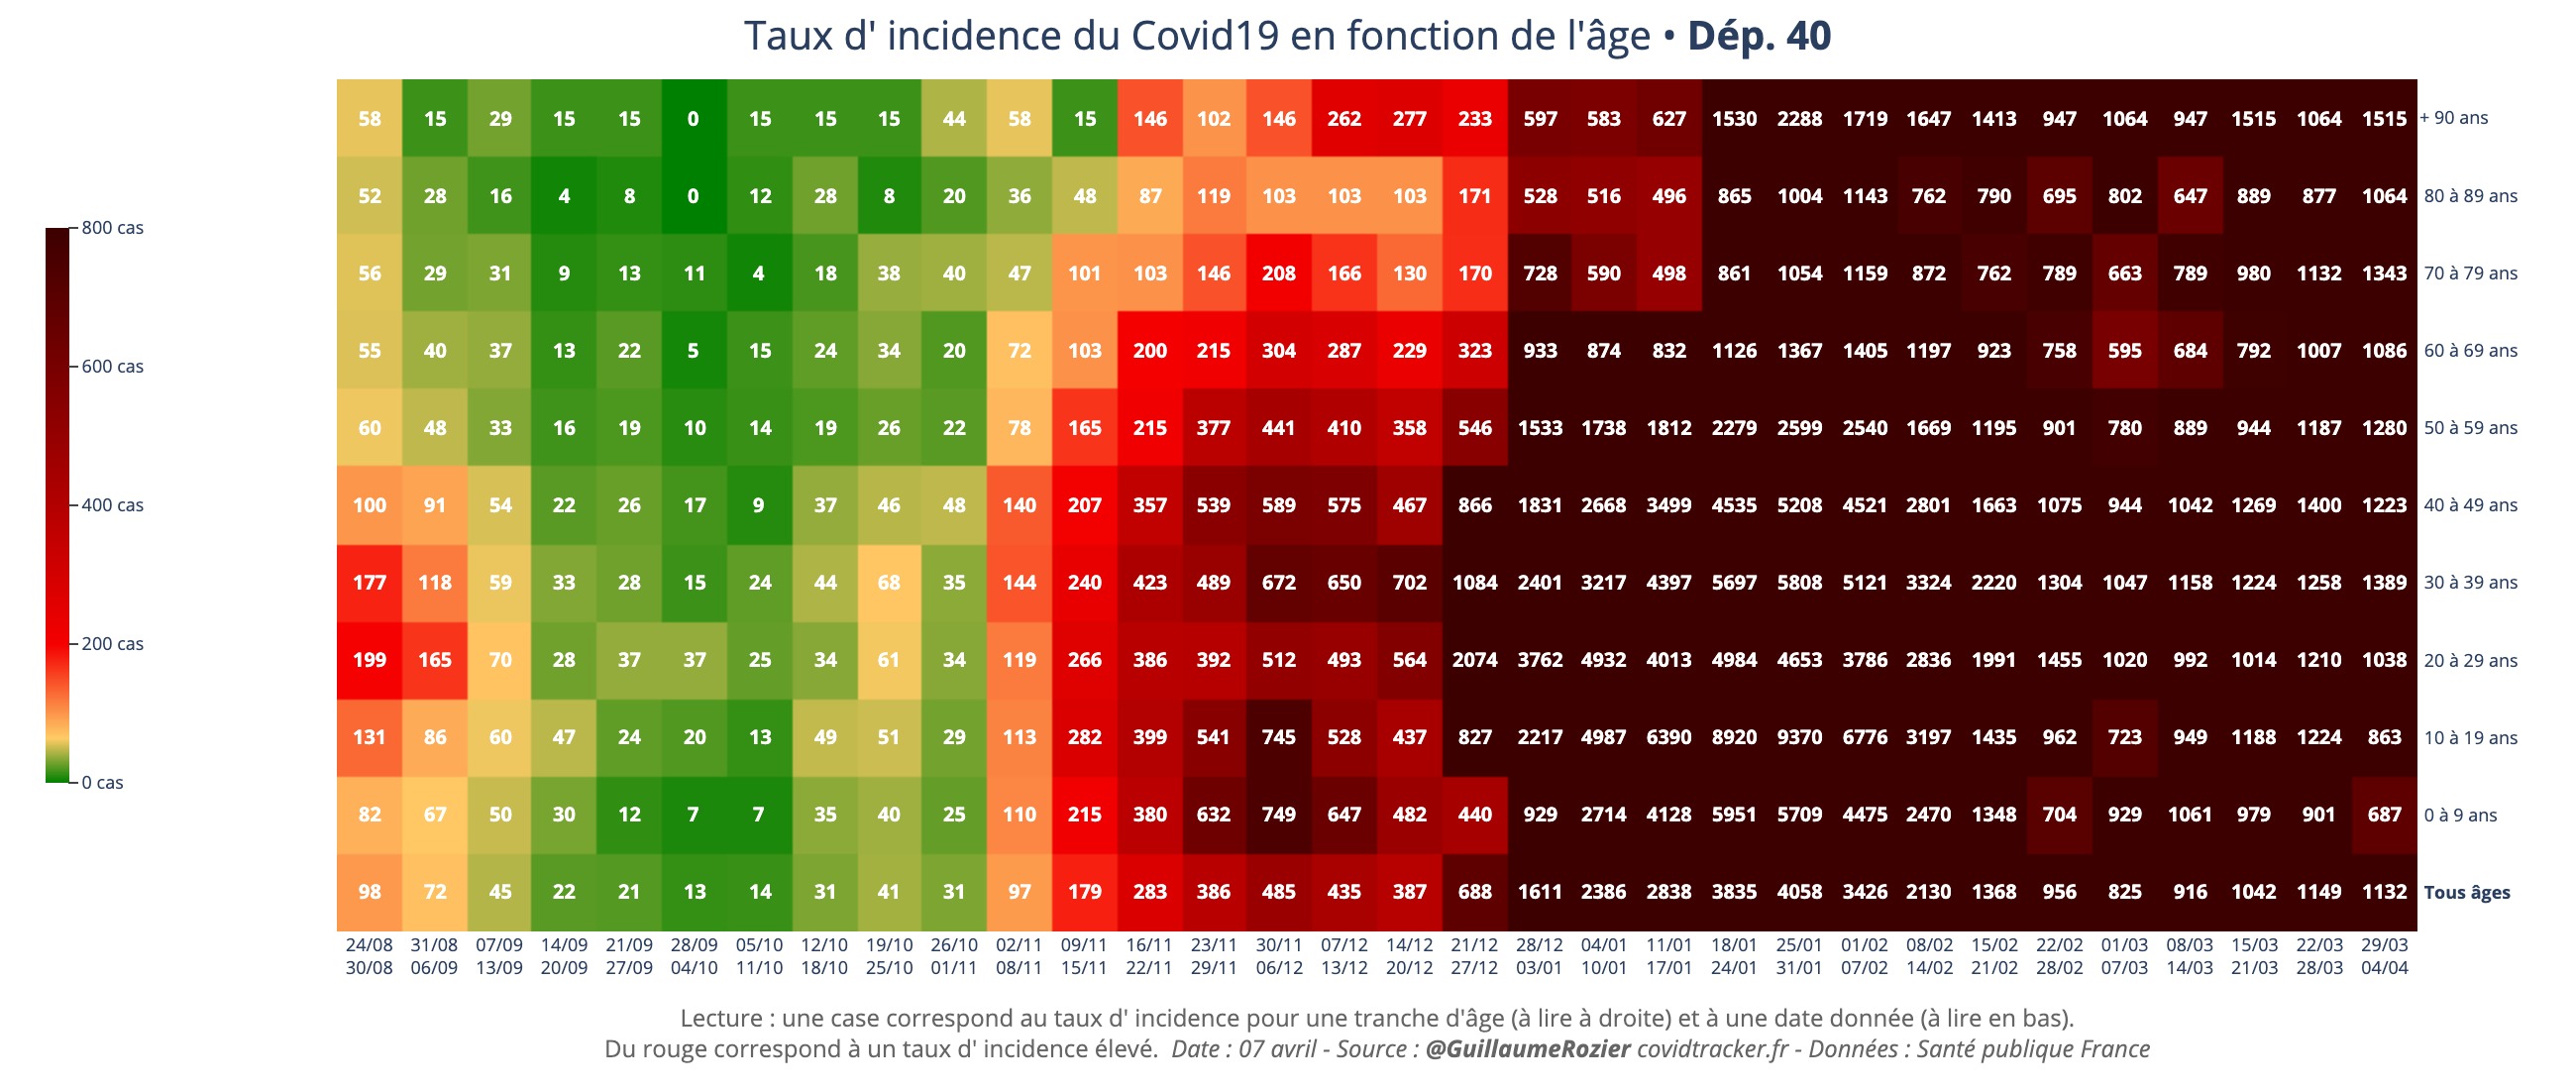 Taux d' incidence du Covid19 en fonction de l'âge • Dép. 40
58 15 29 15 15 0 15 15 15 44 58 15 146 102 146 262 277 233 597 583 627 1530 2288 1719 1647 1413 947 1064 947 1515 1064 1515 + 90 ans
52 28 16 4 8 0 12 28 8 20 36 48 87 119 103 103 103 171 528 516 496 865 1004 1143 762 790 695 802 647 889 877 1064 80 à 89 ans
800 cas
56 29 31 9 13 11 4 18 38 40 47 101 103 146 208 166 130 170 728 590 498 861 1054 1159 872 762 789 663 789 980 1132 1343 70 à 79 ans
55 40 37 13 22 5 15 24 34 20 72 103 200 215 304 287 229 323 933 874 832 1126 1367 1405 1197 923 758 595 684 792 1007 1086 60 à 69 ans
600 cas
60 48 33 16 19 10 14 19 26 22 78 165 215 377 441 410 358 546 1533 1738 1812 2279 2599 2540 1669 1195 901 780 889 944 1187 1280 50 à 59 ans
400 cas
100 91 54 22 26 17 9 37 46 48 140 207 357 539 589 575 467 866 1831 2668 3499 4535 5208 4521 2801 1663 1075 944 1042 1269 1400 1223 40 à 49 ans
177 118 59 33 28 15 24 44 68 35 144 240 423 489 672 650 702 1084 2401 3217 4397 5697 5808 5121 3324 2220 1304 1047 1158 1224 1258 1389 30 à 39 ans
200 cas
199 165 70 28 37 37 25 34 61 34 119 266 386 392 512 493 564 2074 3762 4932 4013 4984 4653 3786 2836 1991 1455 1020 992 1014 1210 1038 20 à 29 ans
131 86 60 47 24 20 13 49 51 29 113 282 399 541 745 528 437 827 2217 4987 6390 8920 9370 6776 3197 1435 962 723 949 1188 1224 863 10 à 19 ans
0 cas
82 67 50 30 12 7 7 35 40 25 110 215 380 632 749 647 482 440 929 2714 4128 5951 5709 4475 2470 1348 704 929 1061 979 901 687 0 à 9 ans
98 72 45 22 21 13 14 31 41 31 97 179 283 386 485 435 387 688 1611 2386 2838 3835 4058 3426 2130 1368 956 825 916 1042 1149 1132 Tous âges
24/08 31/08 07/09 14/09 21/09 28/09 05/10 12/10 19/10 26/10 02/11 09/11 16/11 23/11 30/11 07/12 14/12 21/12 28/12 04/01 11/01 18/01 25/01 01/02 08/02 15/02 22/02 01/03 08/03 15/03 22/03 29/03
30/08 06/09 13/09 20/09 27/09 04/10 11/10 18/10 25/10 01/11 08/11 15/11 22/11 29/11 06/12 13/12 20/12 27/12 03/01 10/01 17/01 24/01 31/01 07/02 14/02 21/02 28/02 07/03 14/03 21/03 28/03 04/04
Lecture : une case correspond au taux d' incidence pour une tranche d'âge (à lire à droite) et à une date donnée (à lire en bas).
Du rouge correspond à un taux d' incidence élevé. Date : 07 avril - Source : @GuillaumeRozier covidtracker.fr - Données : Santé publique France